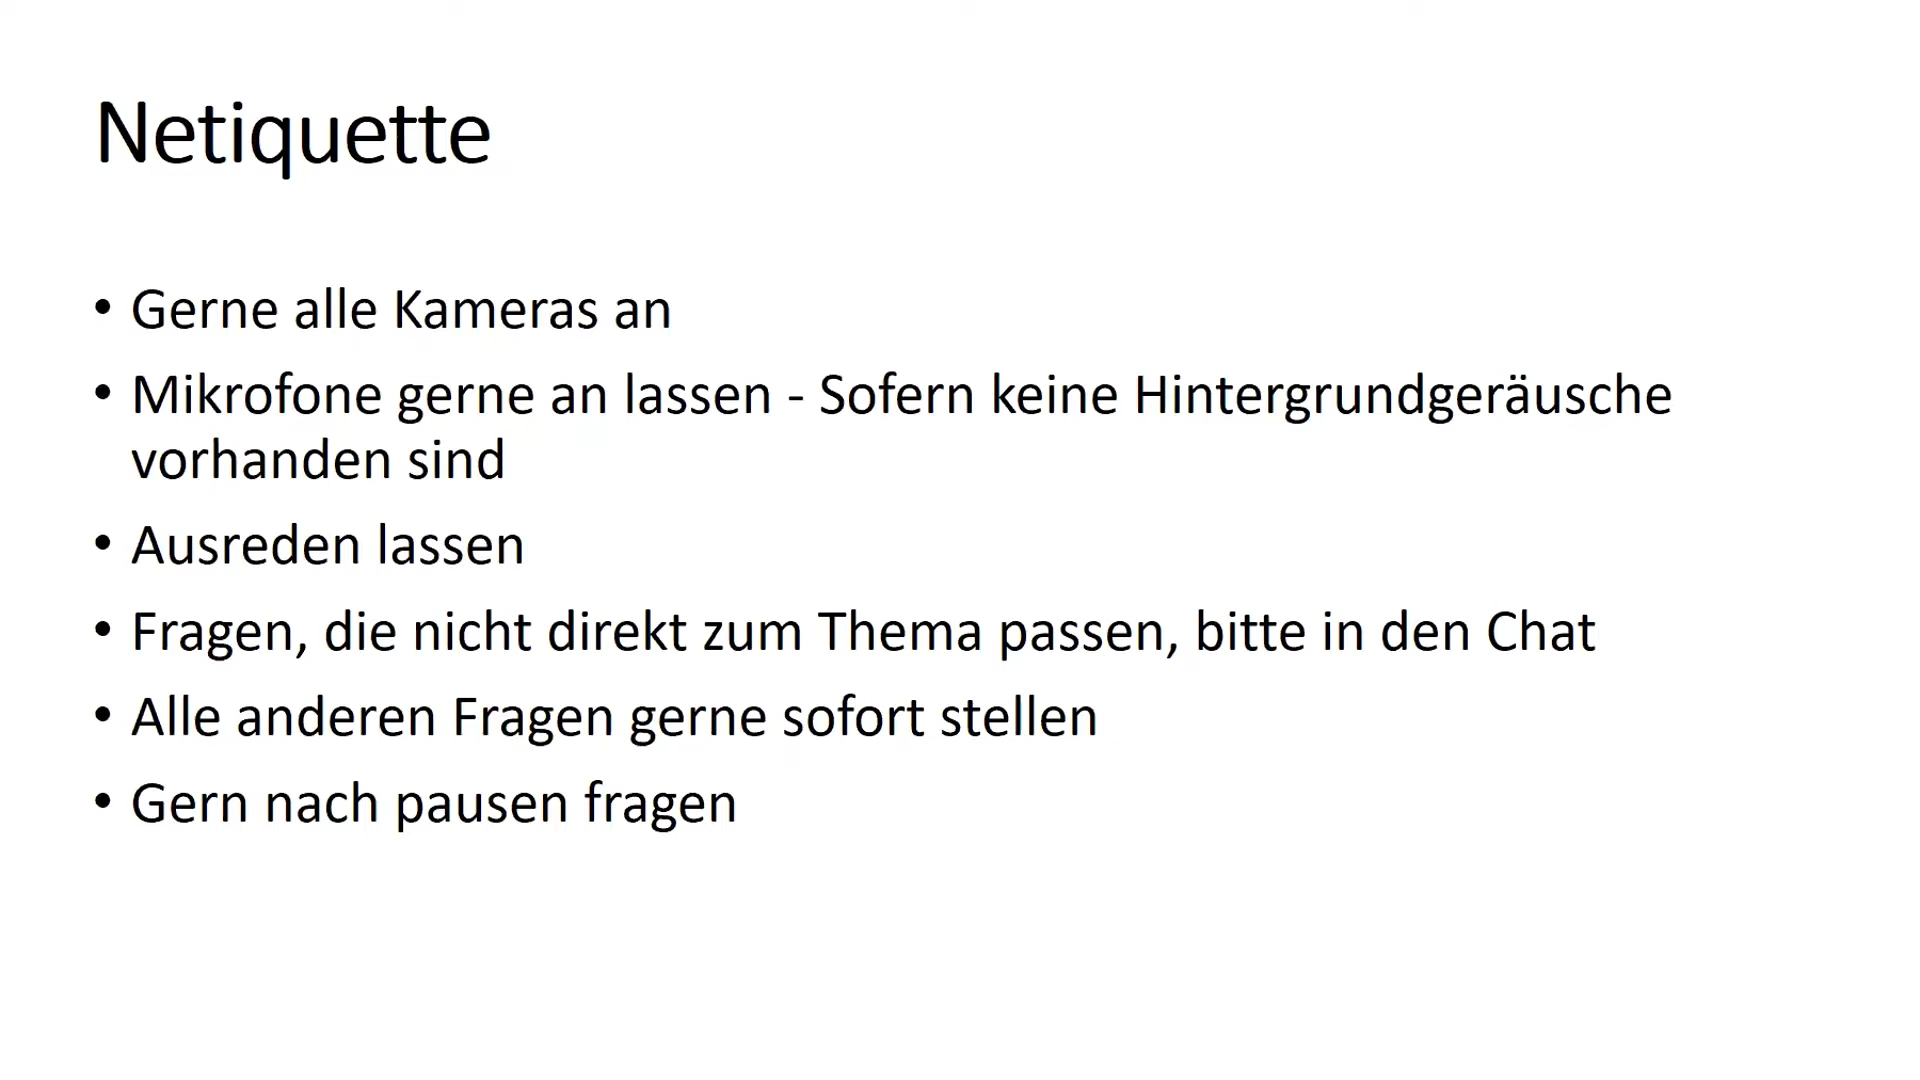 Netiquette
• Gerne alle Kameras an
• Mikrofone gerne an lassen - Sofern keine Hintergrundgeräusche
vorhanden sind
• Ausreden lassen
• Fragen, die nicht direkt zum Thema passen, bitte in den Chat
• Alle anderen Fragen gerne sofort stellen
• Gern nach pausen fragen